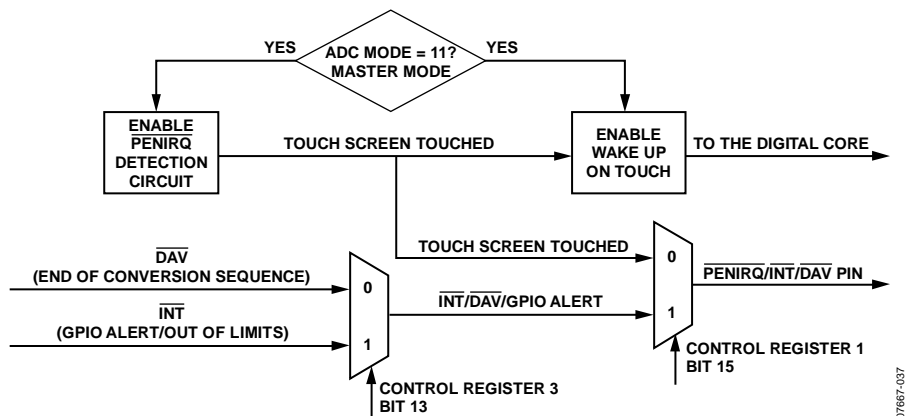 YES
ADC MODE = 11?
MASTER MODE
YES
ENABLE
PENIRQ
DETECTION
CIRCUIT
TOUCH SCREEN TOUCHED
ENABLE
WAKE UP
ON TOUCH
TO THE DIGITAL CORE
DAV
(END OF CONVERSION SEQUENCE)
INT
(GPIO ALERT/OUT OF LIMITS)
0
1
CONTROL REGISTER 3
BIT 13
TOUCH SCREEN TOUCHED
INT/DAV/GPIO ALERT
0
1
PENIRQ/INT/DAV PIN
CONTROL REGISTER 1
BIT 15
07667-037